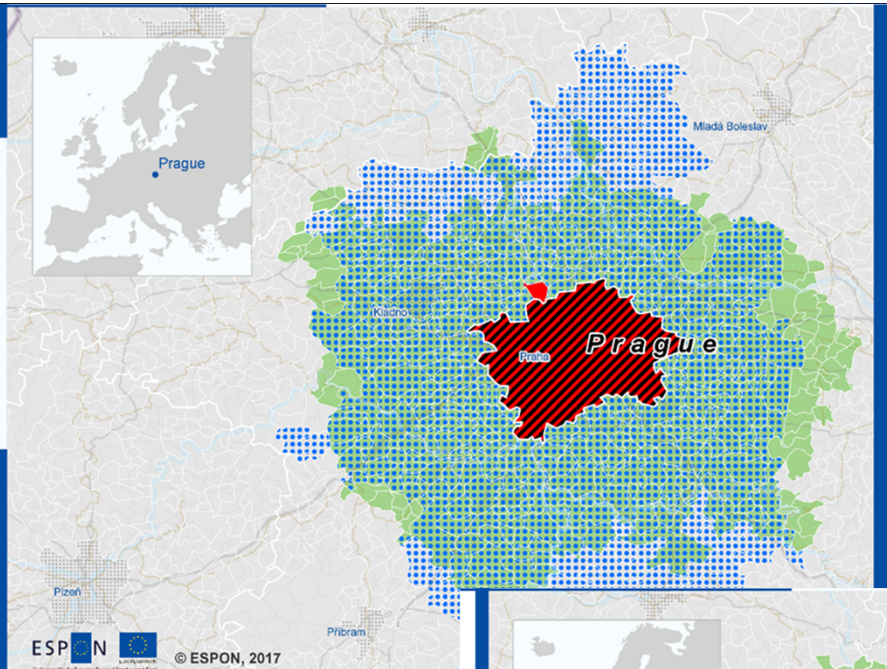 Prague
Mladá Boleslav
Kladno
Prague
Praha
Plzeň
Příbram
ESPON
© ESPON, 2017